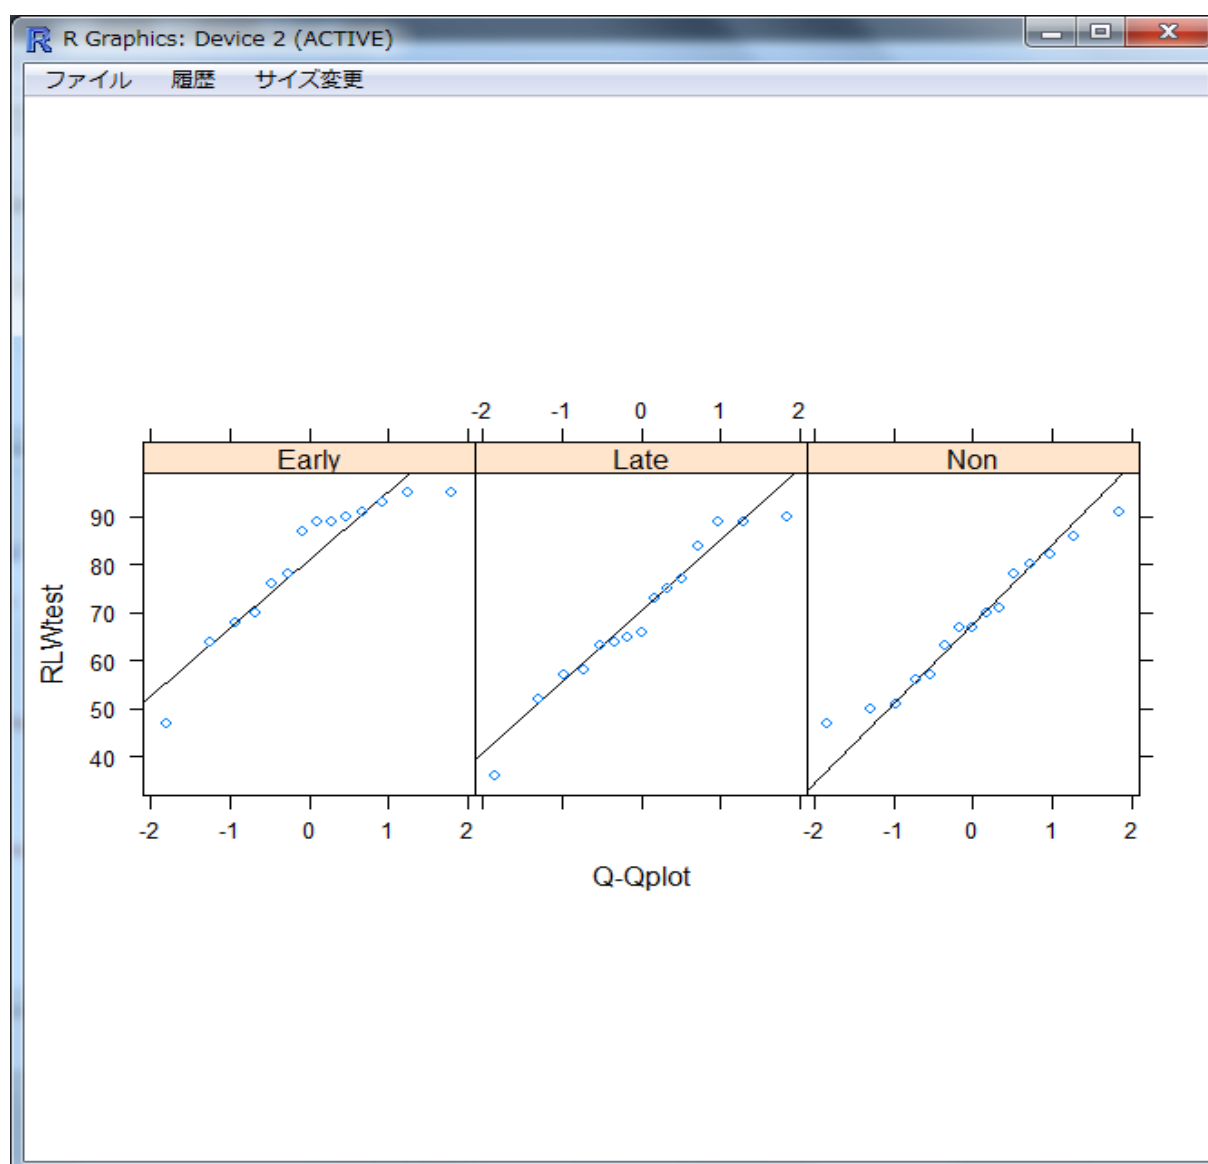 R Graphics: Device 2 (ACTIVE)
ファイル 履歴 サイズ変更
-2 -1 0 1 2
Early Late Non
90
80
70
60
50
40
RLWtest
-2 -1 0 1 2 -2 -1 0 1 2
Q-Qplot